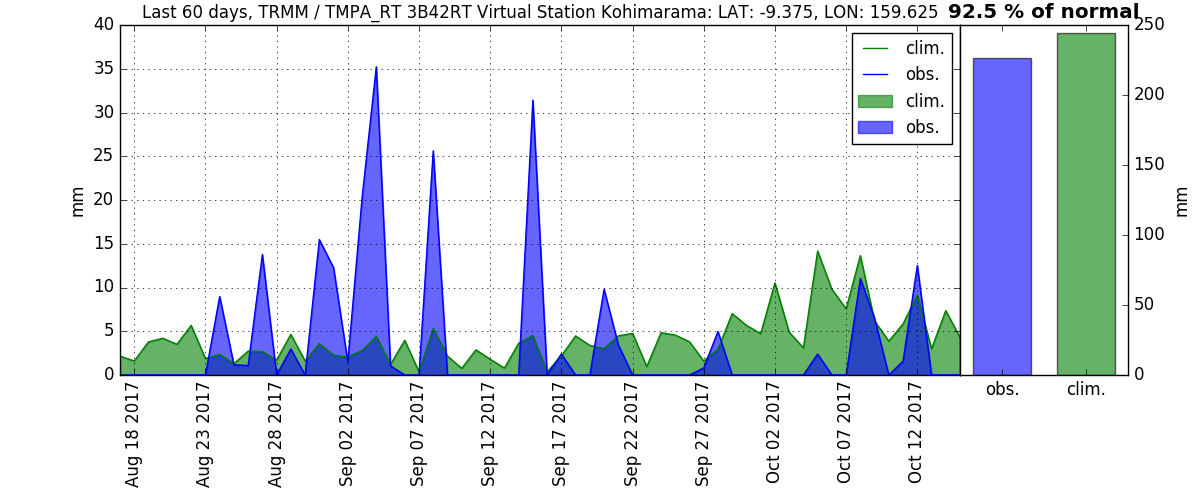 Last 60 days, TRMM / TMPA_RT 3B42RT Virtual Station Kohimarama: LAT: -9.375, LON: 159.625
92.5 % of normal
40
35
30
25
20
15
10
5
0
mm
clim.
obs.
clim.
obs.
Aug 18 2017
Aug 23 2017
Aug 28 2017
Sep 02 2017
Sep 07 2017
Sep 12 2017
Sep 17 2017
Sep 22 2017
Sep 27 2017
Oct 02 2017
Oct 07 2017
Oct 12 2017
250
200
150
100
50
0
mm
obs.
clim.